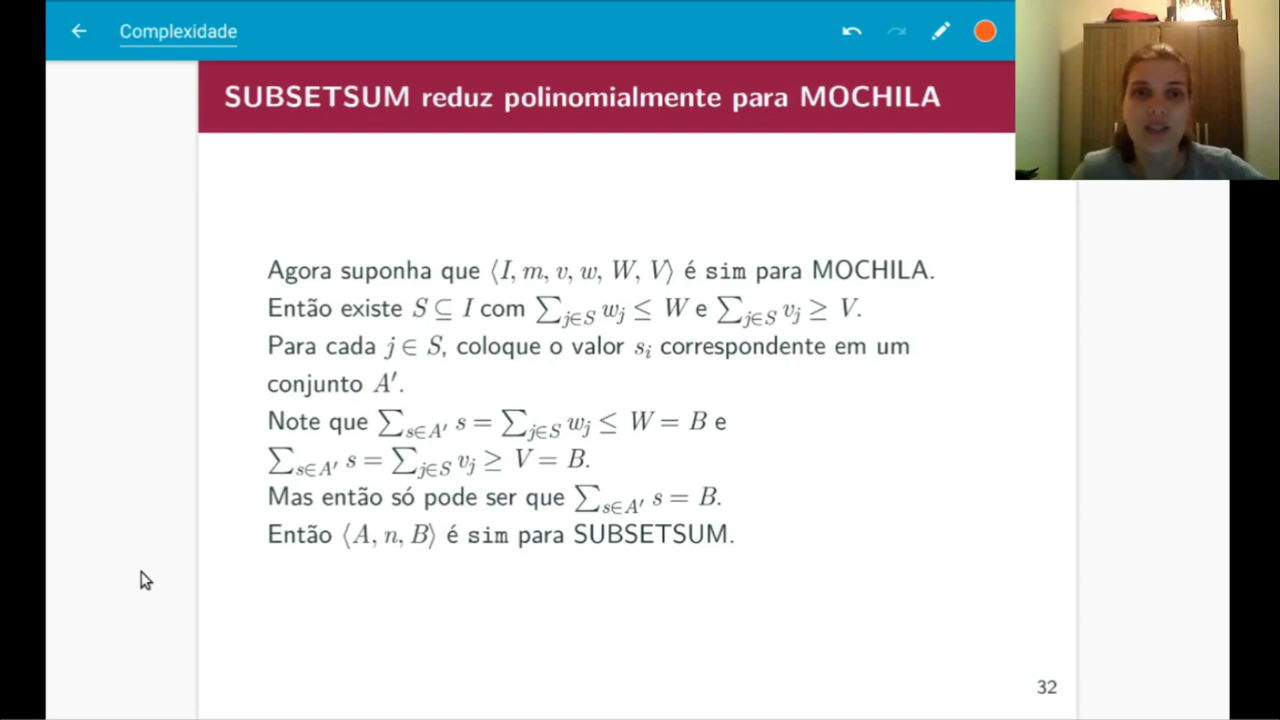 Complexidade
SUBSETSUM reduz polinomialmente para MOCHILA
Agora suponha que ⟨I, m, v, w, W, V⟩ é sim para MOCHILA.
Então existe S ⊆ I com ∑_{j∈S} w_j ≤ W e ∑_{j∈S} v_j ≥ V.
Para cada j ∈ S, coloque o valor s_i correspondente em um
conjunto A′.
Note que ∑_{s∈A′} s = ∑_{j∈S} w_j ≤ W = B e
∑_{s∈A′} s = ∑_{j∈S} v_j ≥ V = B.
Mas então só pode ser que ∑_{s∈A′} s = B.
Então ⟨A, n, B⟩ é sim para SUBSETSUM.
32